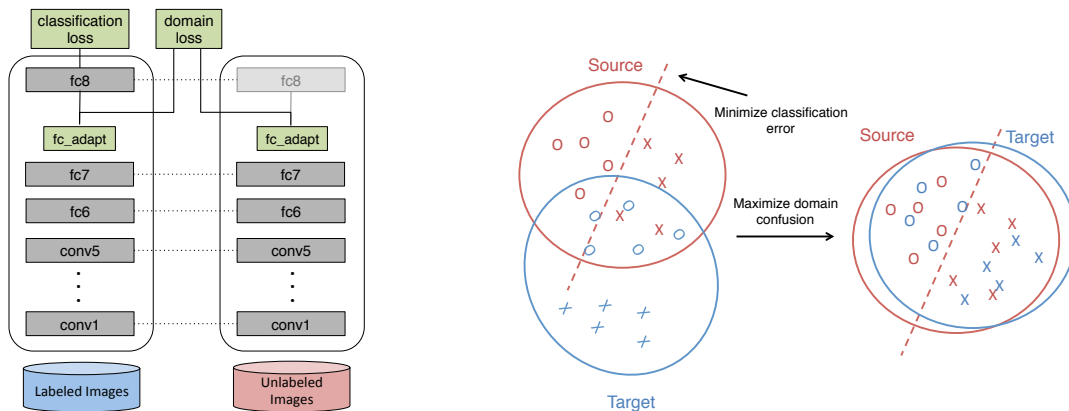 classification
loss
domain
loss
fc8
fc8
fc_adapt
fc_adapt
fc7
fc7
fc6
fc6
conv5
conv5
conv1
conv1
Labeled Images
Unlabeled
Images
Source
Minimize classification
error
O
O O
O
O
X
X
X
X
X
O
O
O
O
O
X X X
X X X
Target
Maximize domain
confusion
Source
Target
O
O
O O
O
O
O
O
O
X
X
X
X
X
X
X
X
X
X